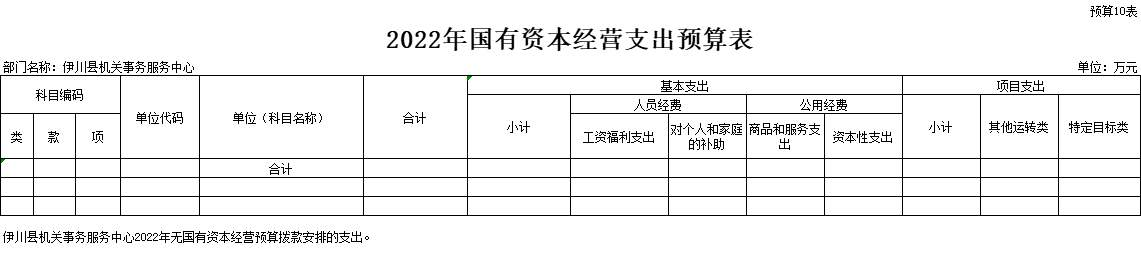 预算10表
2022年国有资本经营支出预算表
部门名称：伊川县机关事务服务中心 单位：万元
科目编码 单位代码 单位（科目名称） 合计 基本支出 项目支出
小计 人员经费 公用经费 小计 其他运转类 特定目标类
类 款 项 工资福利支出 对个人和家庭的补助 商品和服务支出 资本性支出
合计
伊川县机关事务服务中心2022年无国有资本经营预算拨款安排的支出。